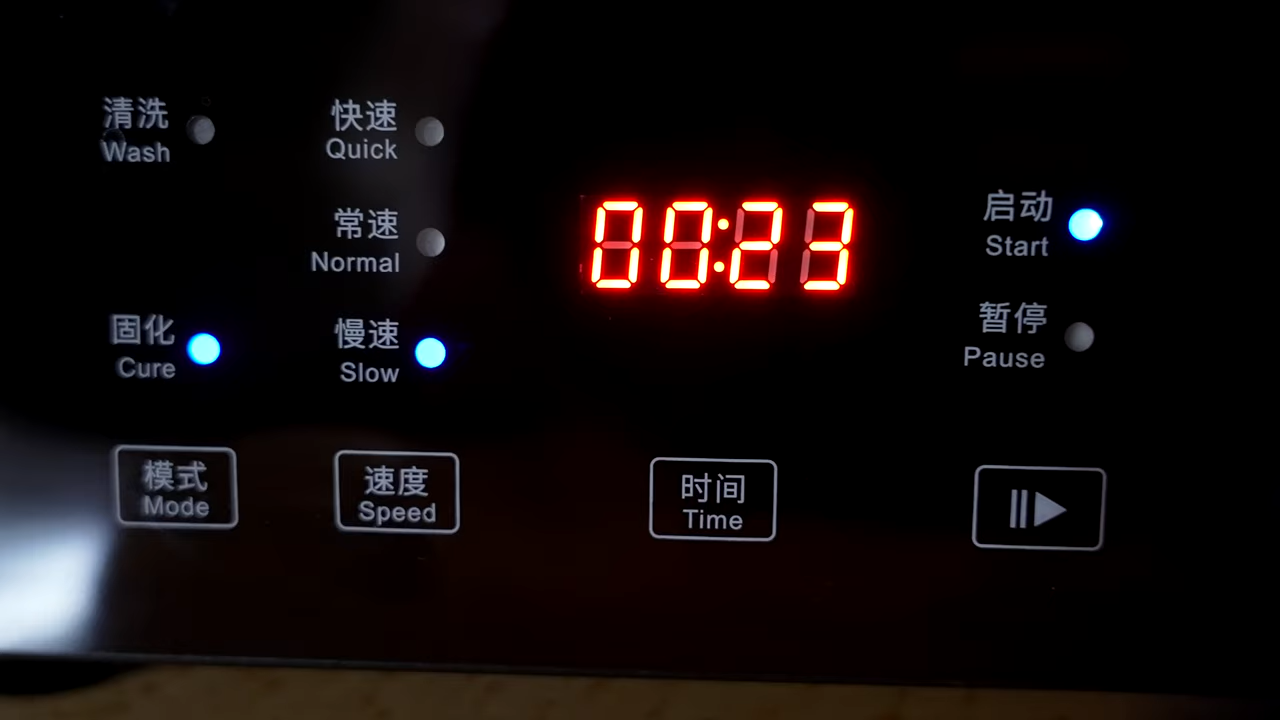 清洗
Wash
快速
Quick
常速
Normal
固化
Cure
慢速
Slow
00:23
启动
Start
暂停
Pause
模式
Mode
速度
Speed
时间
Time